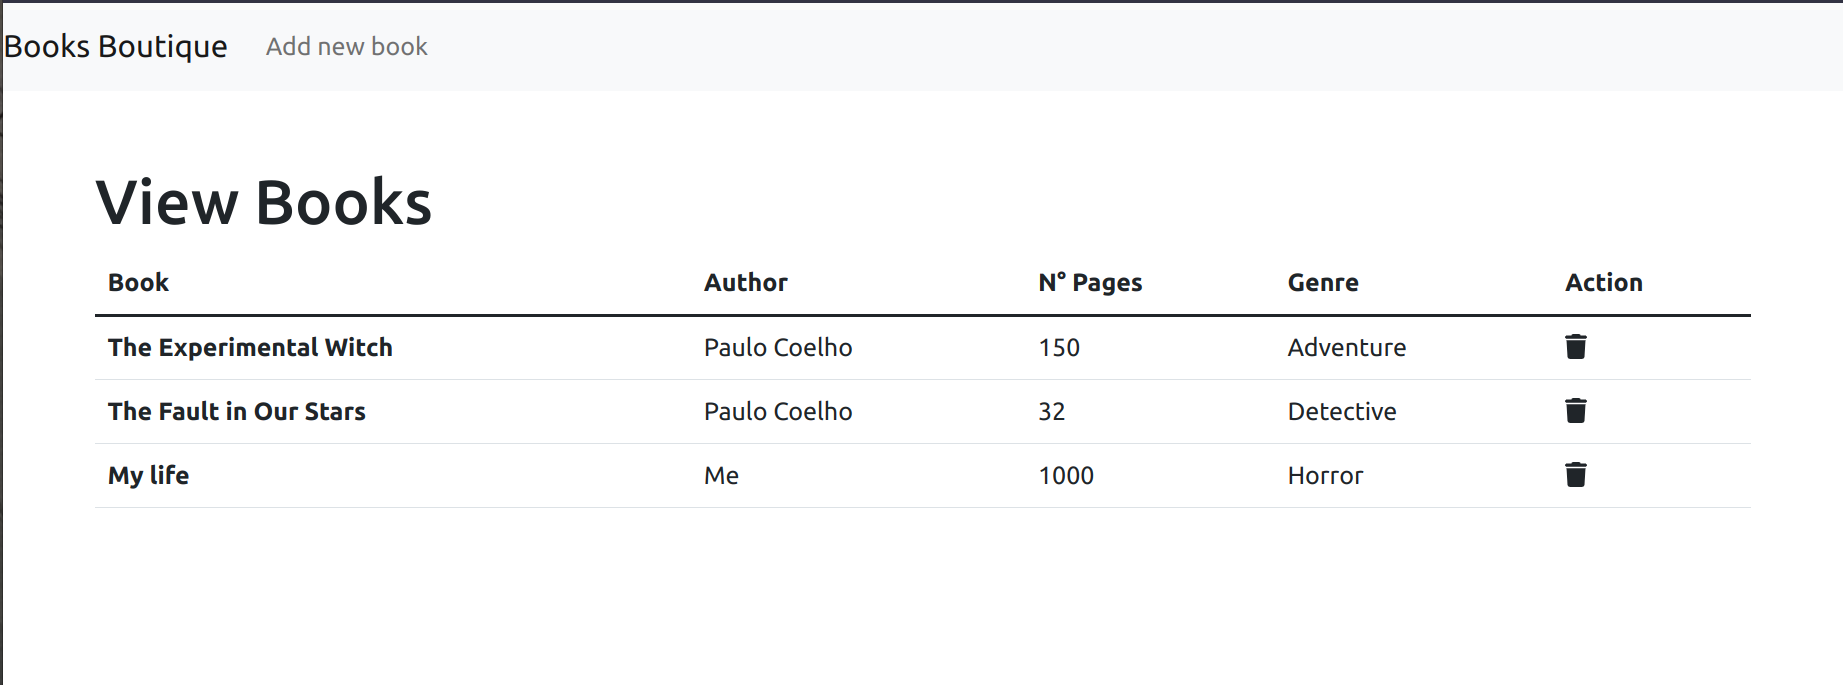 Books Boutique Add new book
View Books
Book Author N° Pages Genre Action
The Experimental Witch Paulo Coelho 150 Adventure
The Fault in Our Stars Paulo Coelho 32 Detective
My life Me 1000 Horror